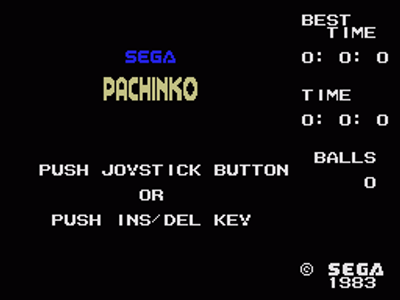 BEST
TIME
0: 0: 0
SEGA
PACHINKO
TIME
0: 0: 0
BALLS
0
PUSH JOYSTICK BUTTON
OR
PUSH INS/DEL KEY
© SEGA
1983